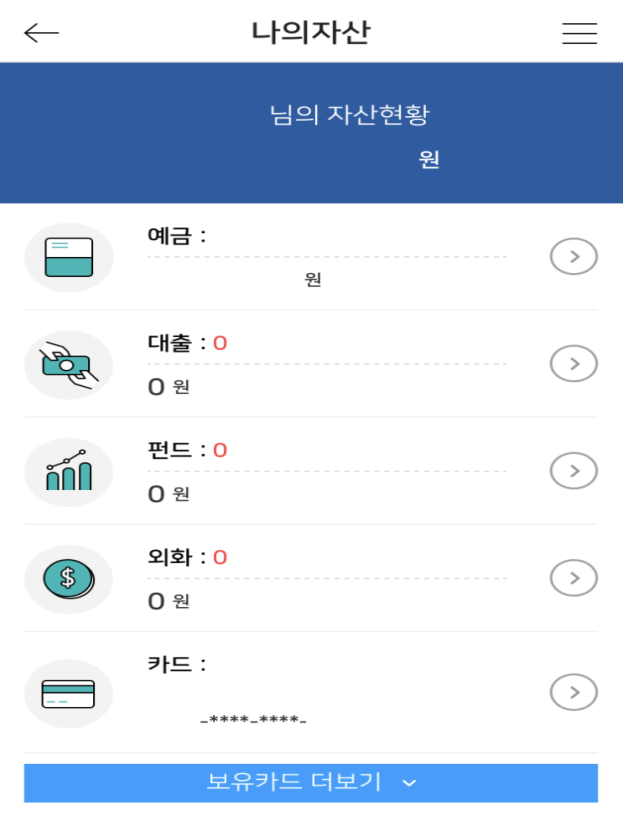 나의자산
님의 자산현황
원
예금 :
원
대출 : 0
0 원
펀드 : 0
0 원
외화 : 0
0 원
카드 :
-****-****-
보유카드 더보기